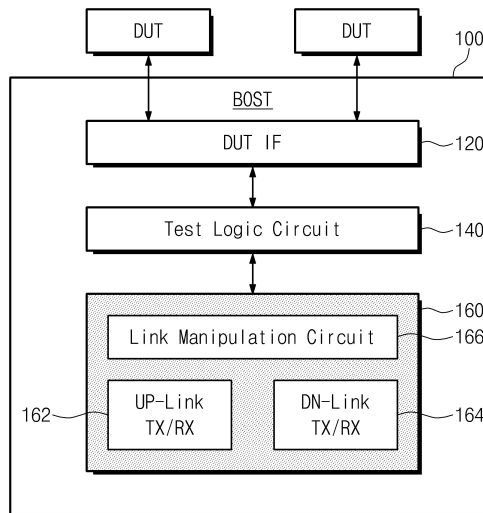 DUT
DUT
100
BOST
DUT IF
120
Test Logic Circuit
140
160
Link Manipulation Circuit
166
162
UP-Link
TX/RX
DN-Link
TX/RX
164